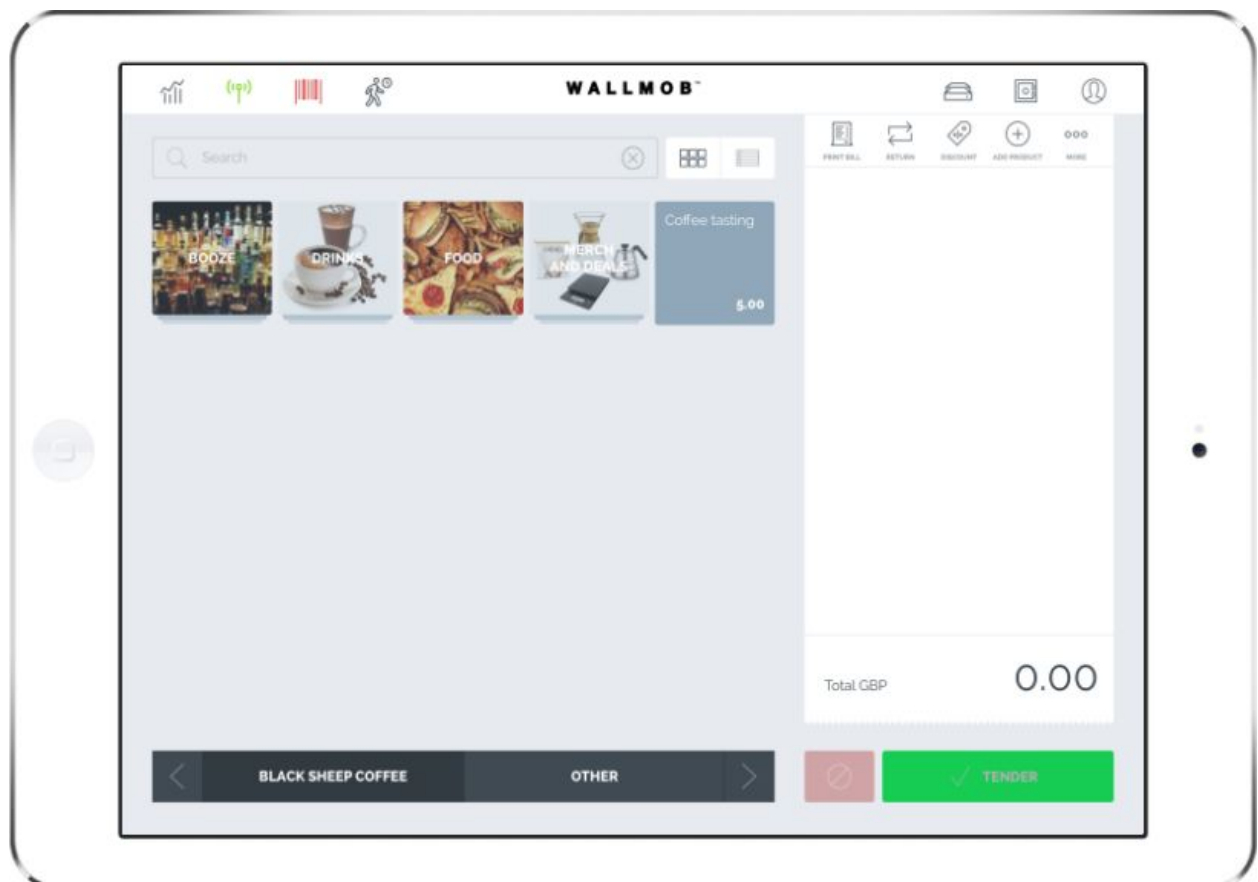 WALLMOB™
Search
PRINT BILL
RETURN
DISCOUNT
ADD PRODUCT
MORE
BOOZE
DRINKS
FOOD
MERCH
AND DEALS
Coffee tasting
5.00
Total GBP
0.00
BLACK SHEEP COFFEE
OTHER
TENDER